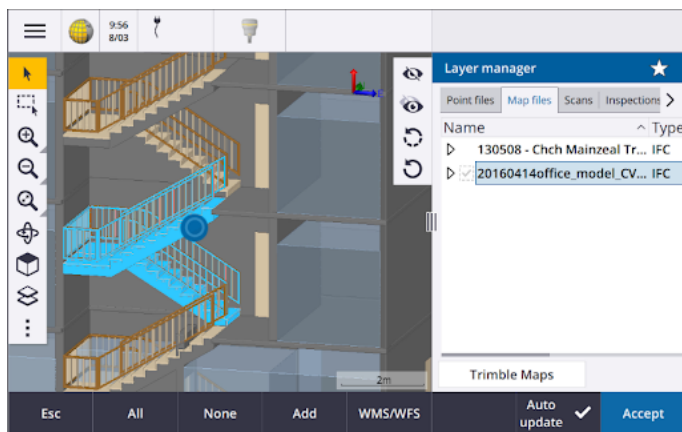 9:56
8/03
Layer manager
Point files Map files Scans Inspections
Name Type
130508 - Chch Mainzeal Tr... IFC
20160414office_model_CV... IFC
2m
Trimble Maps
Esc All None Add WMS/WFS Auto update Accept